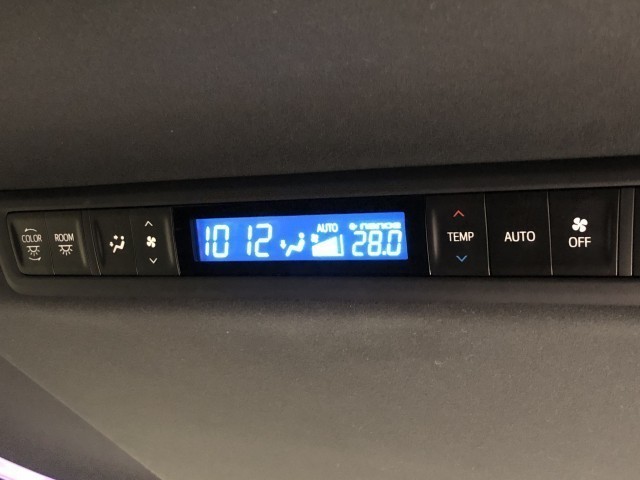 COLOR
ROOM
10 12
AUTO
nanoe
28.0
TEMP
AUTO
OFF